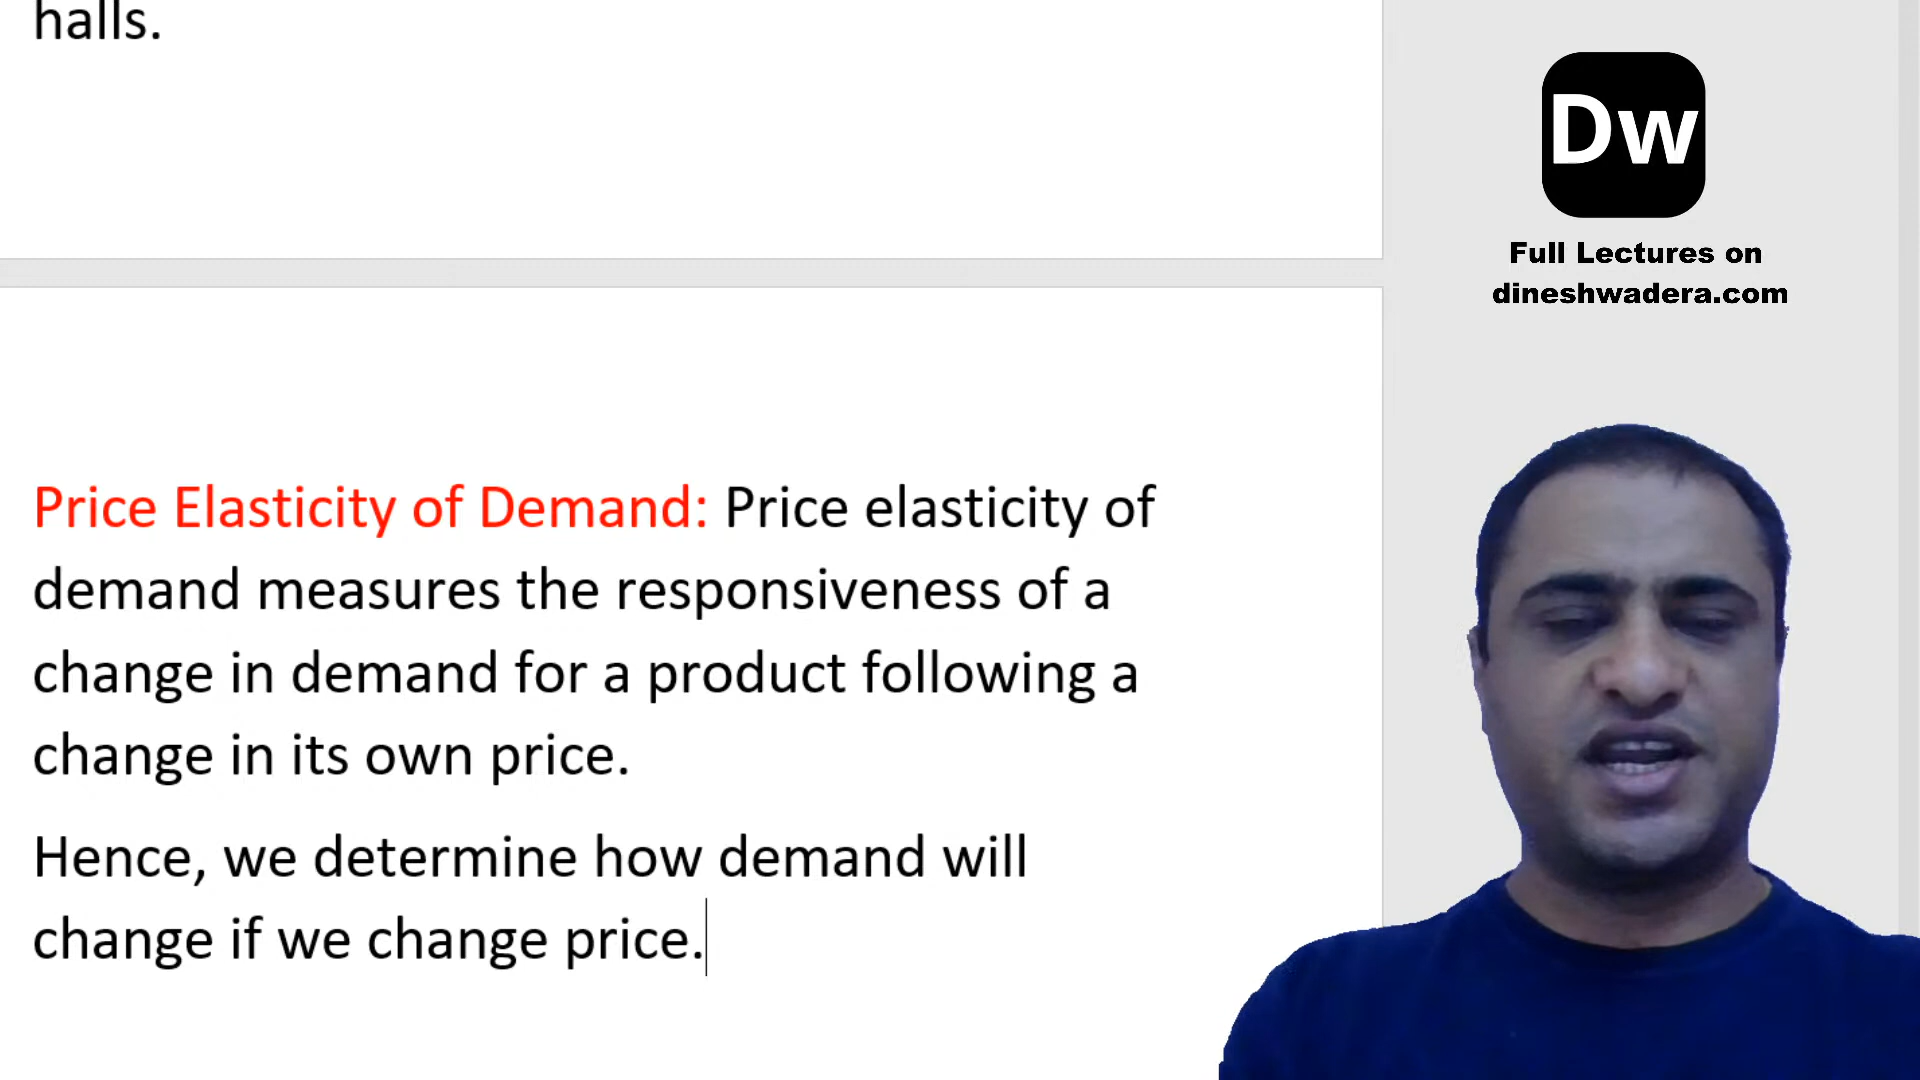 halls.
Dw
Full Lectures on
dineshwadera.com
Price Elasticity of Demand: Price elasticity of
demand measures the responsiveness of a
change in demand for a product following a
change in its own price.
Hence, we determine how demand will
change if we change price.